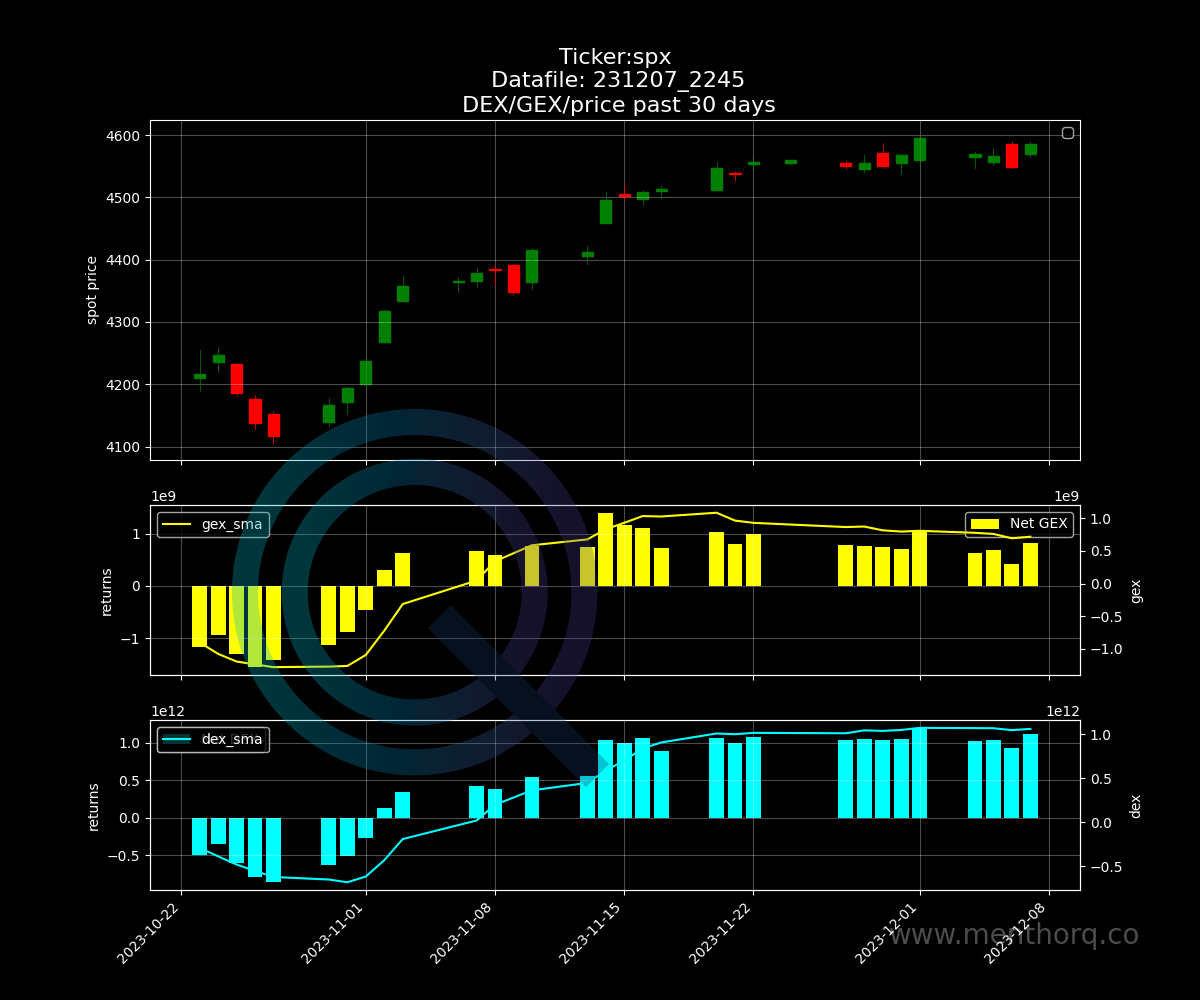 Ticker:spx
Datafile: 231207_2245
DEX/GEX/price past 30 days
4600
4500
4400
4300
4200
4100
spot price
1e9
1e9
gex_sma
Net GEX
1
0
−1
returns
1.0
0.5
0.0
−0.5
−1.0
gex
1e12
1e12
dex_sma
1.0
0.5
0.0
−0.5
returns
1.0
0.5
0.0
−0.5
dex
2023-10-22
2023-11-01
2023-11-08
2023-11-15
2023-11-22
2023-12-01
2023-12-08
www.menthorq.co